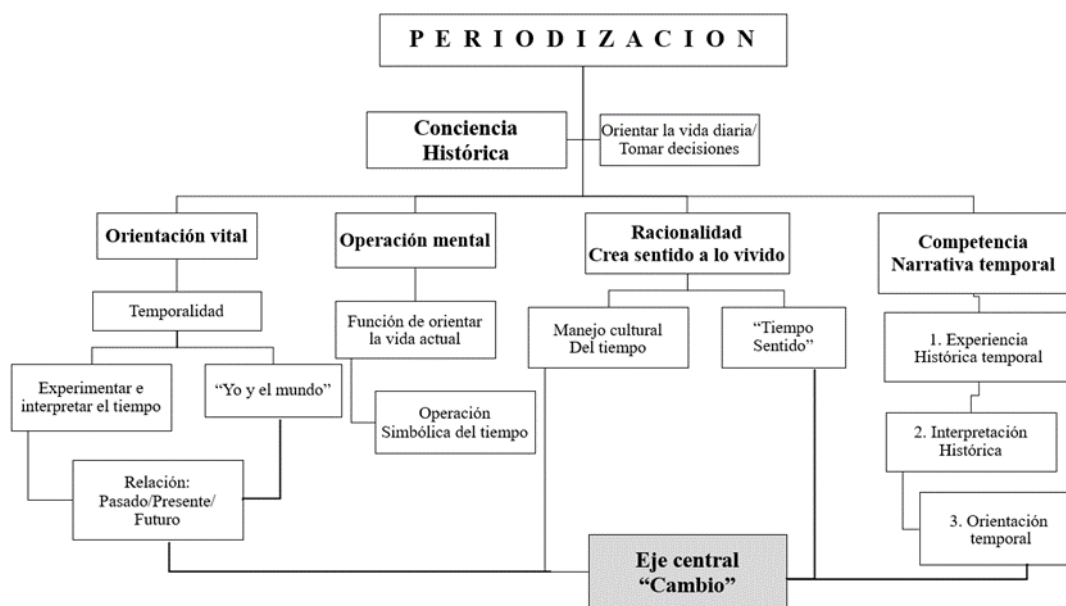 P E R I O D I Z A C I O N
Conciencia
Histórica
Orientar la vida diaria/
Tomar decisiones
Orientación vital
Operación mental
Racionalidad
Crea sentido a lo vivido
Competencia
Narrativa temporal
Temporalidad
Función de orientar
la vida actual
Manejo cultural
Del tiempo
“Tiempo
Sentido”
1. Experiencia
Histórica temporal
Experimentar e
interpretar el tiempo
“Yo y el mundo”
Operación
Simbólica del tiempo
2. Interpretación
Histórica
Relación:
Pasado/Presente/
Futuro
3. Orientación
temporal
Eje central
“Cambio”